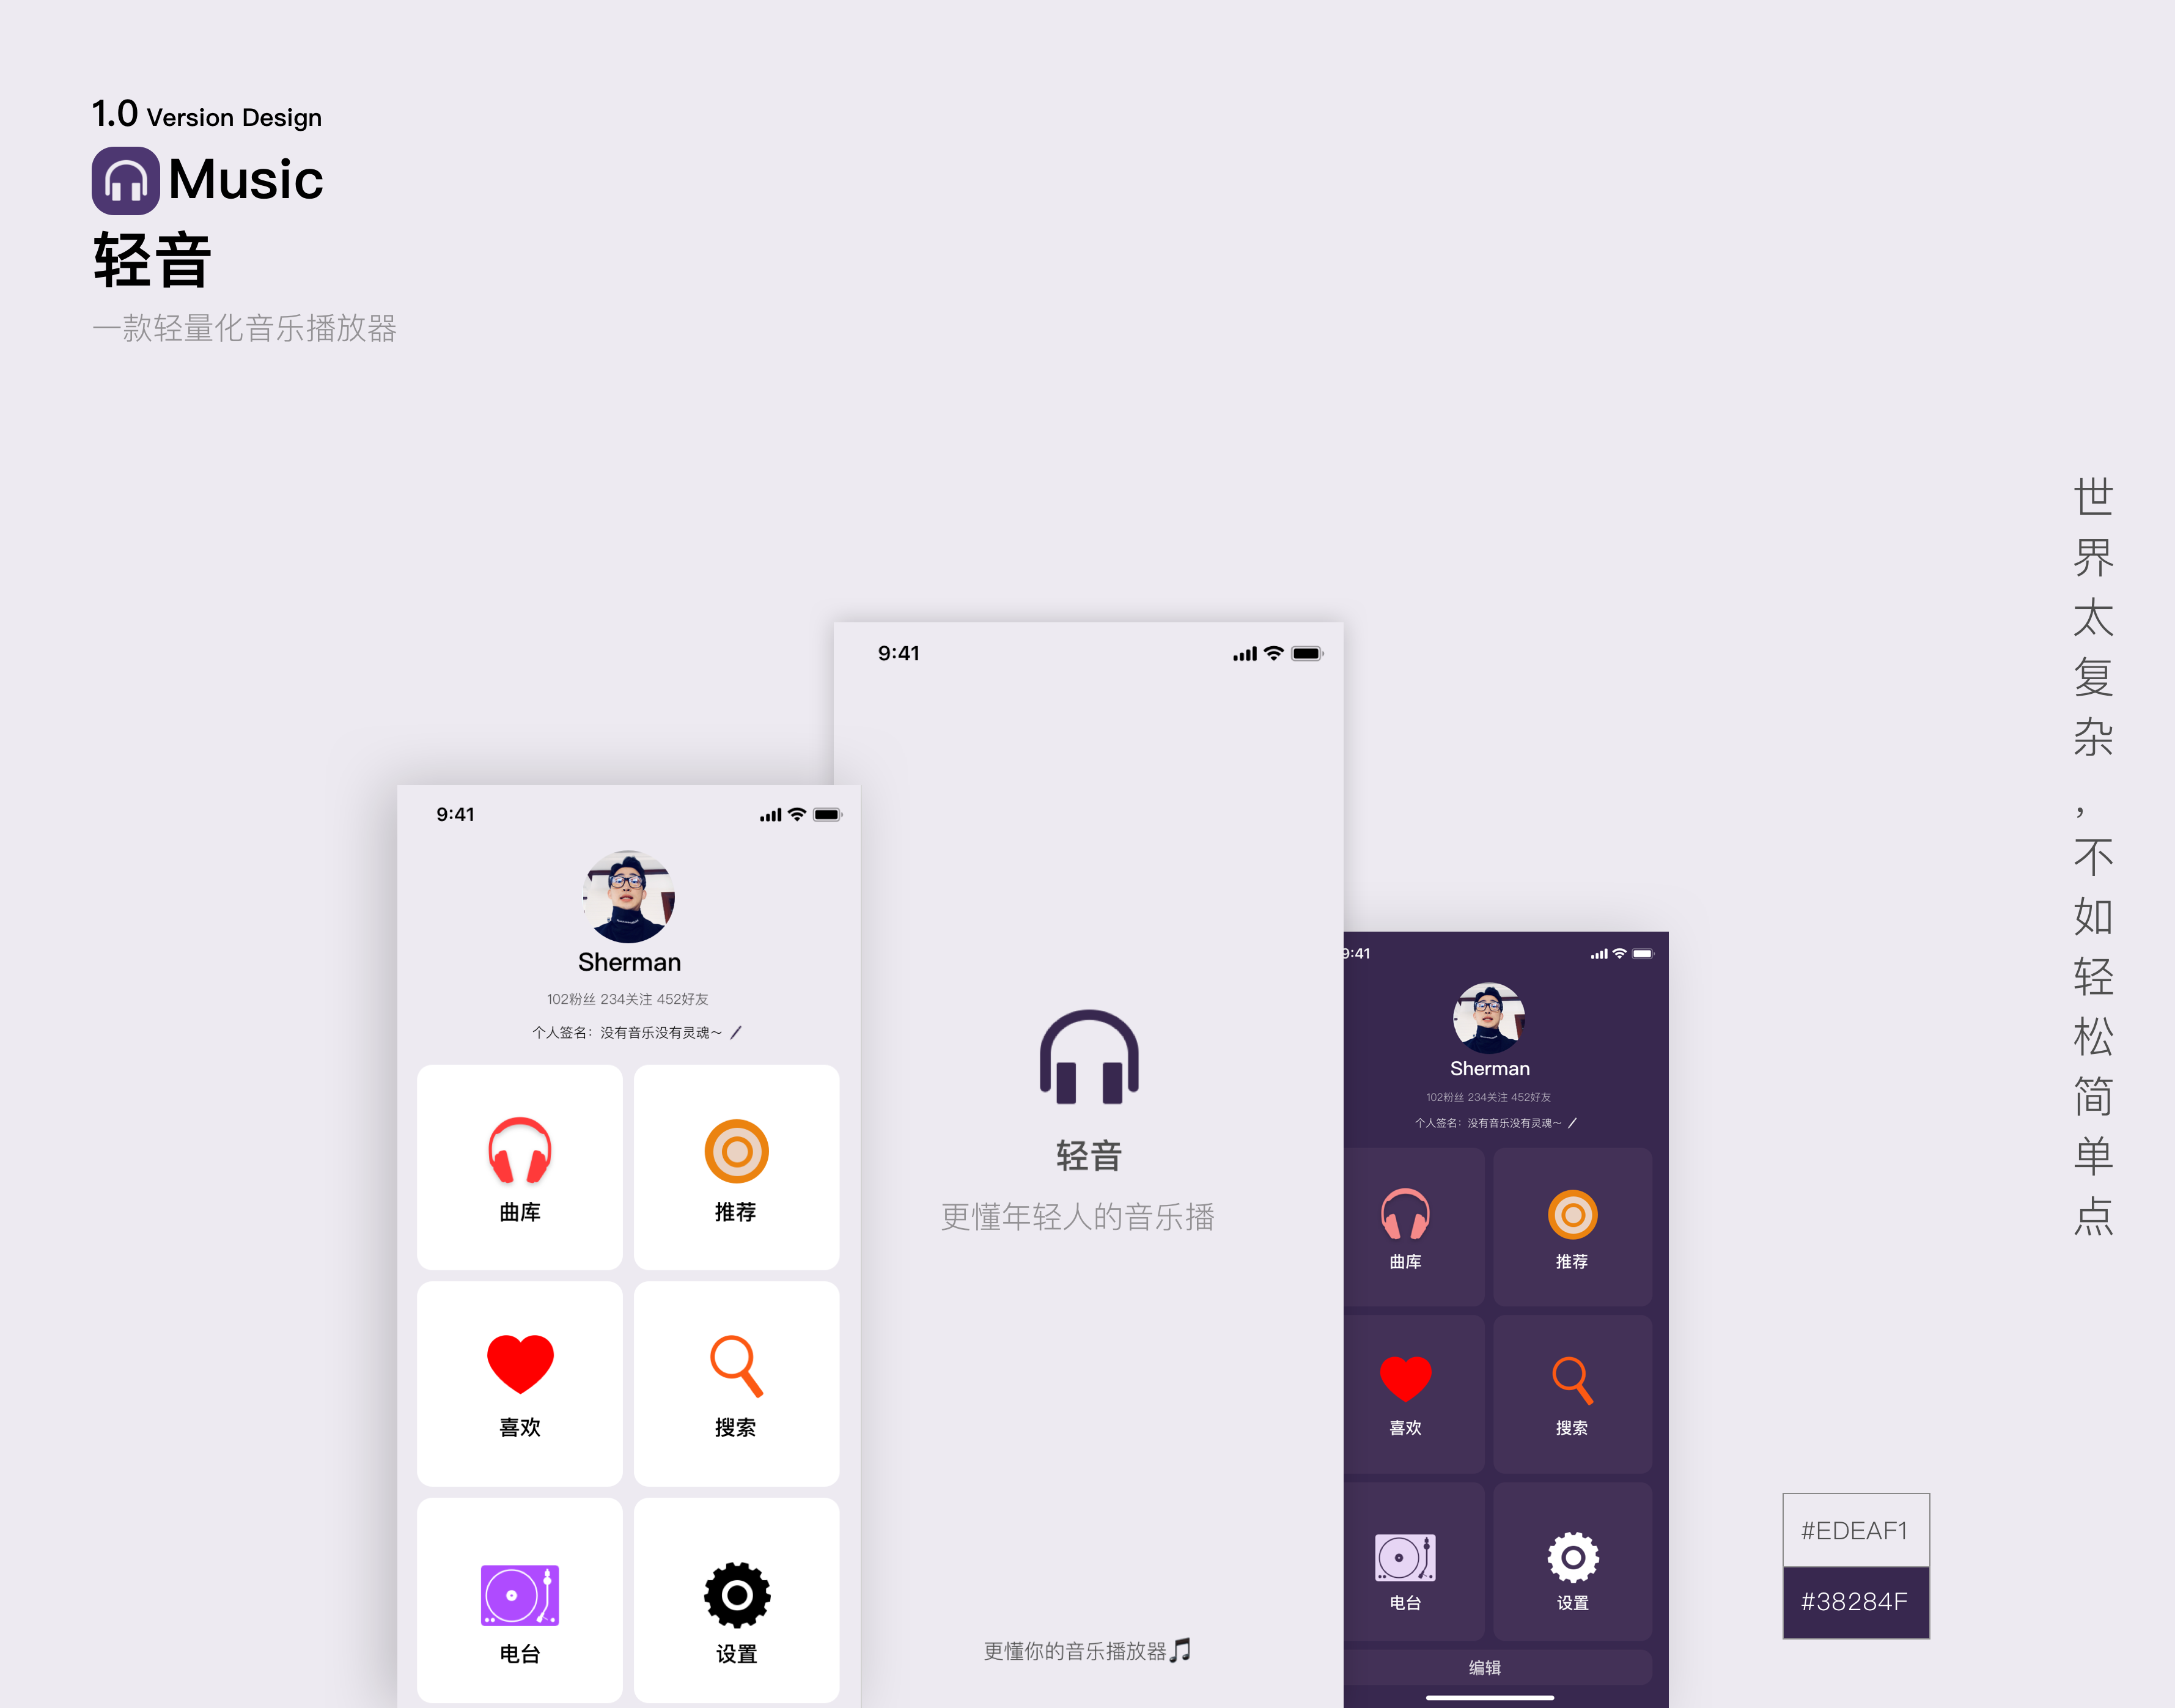 1.0 Version Design
Music
轻音
一款轻量化音乐播放器
世界太复杂，不如轻松简单点
9:41
轻音
更懂年轻人的音乐播
更懂你的音乐播放器
9:41
Sherman
102粉丝 234关注 452好友
个人签名：没有音乐没有灵魂～
曲库
推荐
喜欢
搜索
电台
设置
9:41
Sherman
102粉丝 234关注 452好友
个人签名：没有音乐没有灵魂～
曲库
推荐
喜欢
搜索
电台
设置
编辑
#EDEAF1
#38284F